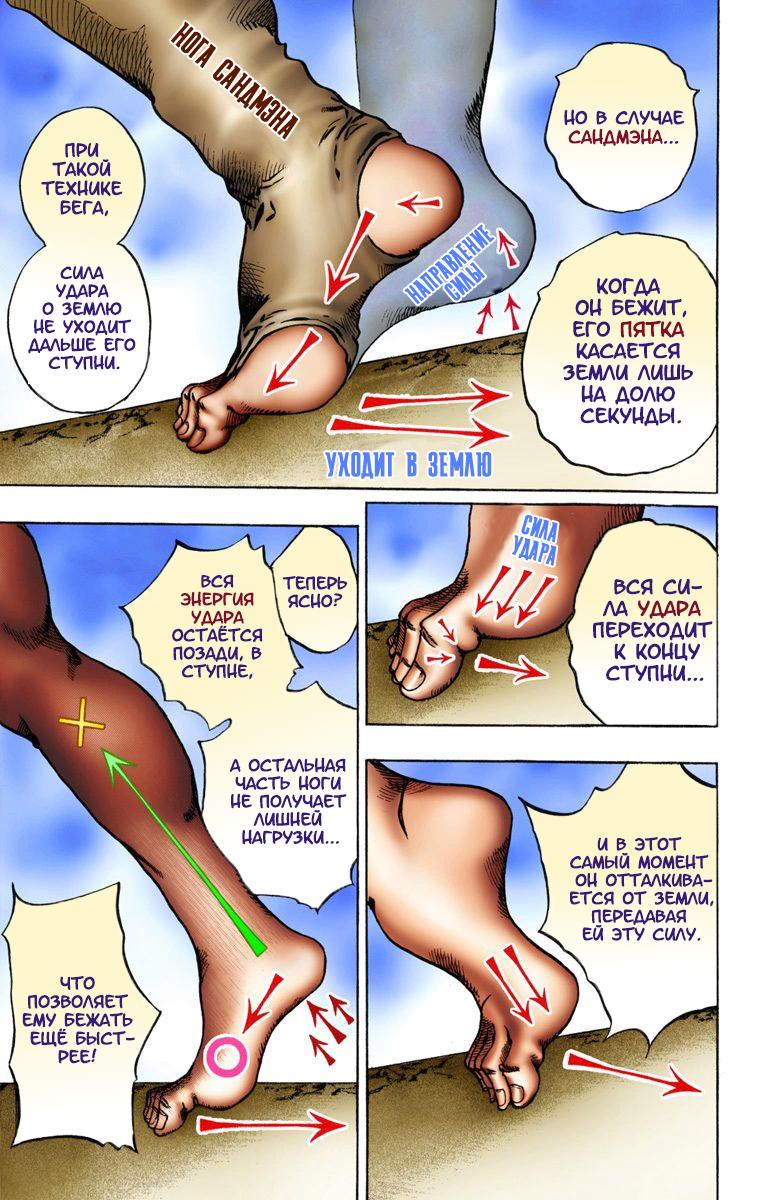 НО В СЛУЧАЕ
САНДМЭНА...
НОГА САНДМЭНА
КОГДА
ОН БЕЖИТ,
ЕГО ПЯТКА
КАСАЕТСЯ
ЗЕМЛИ ЛИШЬ
НА ДОЛЮ
СЕКУНДЫ.
НАПРАВЛЕНИЕ
СИЛЫ
УХОДИТ В ЗЕМЛЮ
ПРИ
ТАКОЙ
ТЕХНИКЕ
БЕГА,
СИЛА
УДАРА
О ЗЕМЛЮ
НЕ УХОДИТ
ДАЛЬШЕ ЕГО
СТУПНИ.
СИЛА
УДАРА
ВСЯ СИ-
ЛА УДАРА
ПЕРЕХОДИТ
К КОНЦУ
СТУПНИ...
И В ЭТОТ
САМЫЙ МОМЕНТ
ОН ОТТАЛКИВА-
ЕТСЯ ОТ ЗЕМЛИ,
ПЕРЕДАВАЯ
ЕЙ ЭТУ СИЛУ.
ТЕПЕРЬ
ЯСНО?
ВСЯ
ЭНЕРГИЯ
УДАРА
ОСТАЁТСЯ
ПОЗАДИ, В
СТУПНЕ,
А ОСТАЛЬНАЯ
ЧАСТЬ НОГИ
НЕ ПОЛУЧАЕТ
ЛИШНЕЙ
НАГРУЗКИ...
ЧТО
ПОЗВОЛЯЕТ
ЕМУ БЕЖАТЬ
ЕЩЁ БЫСТ-
РЕЕ!